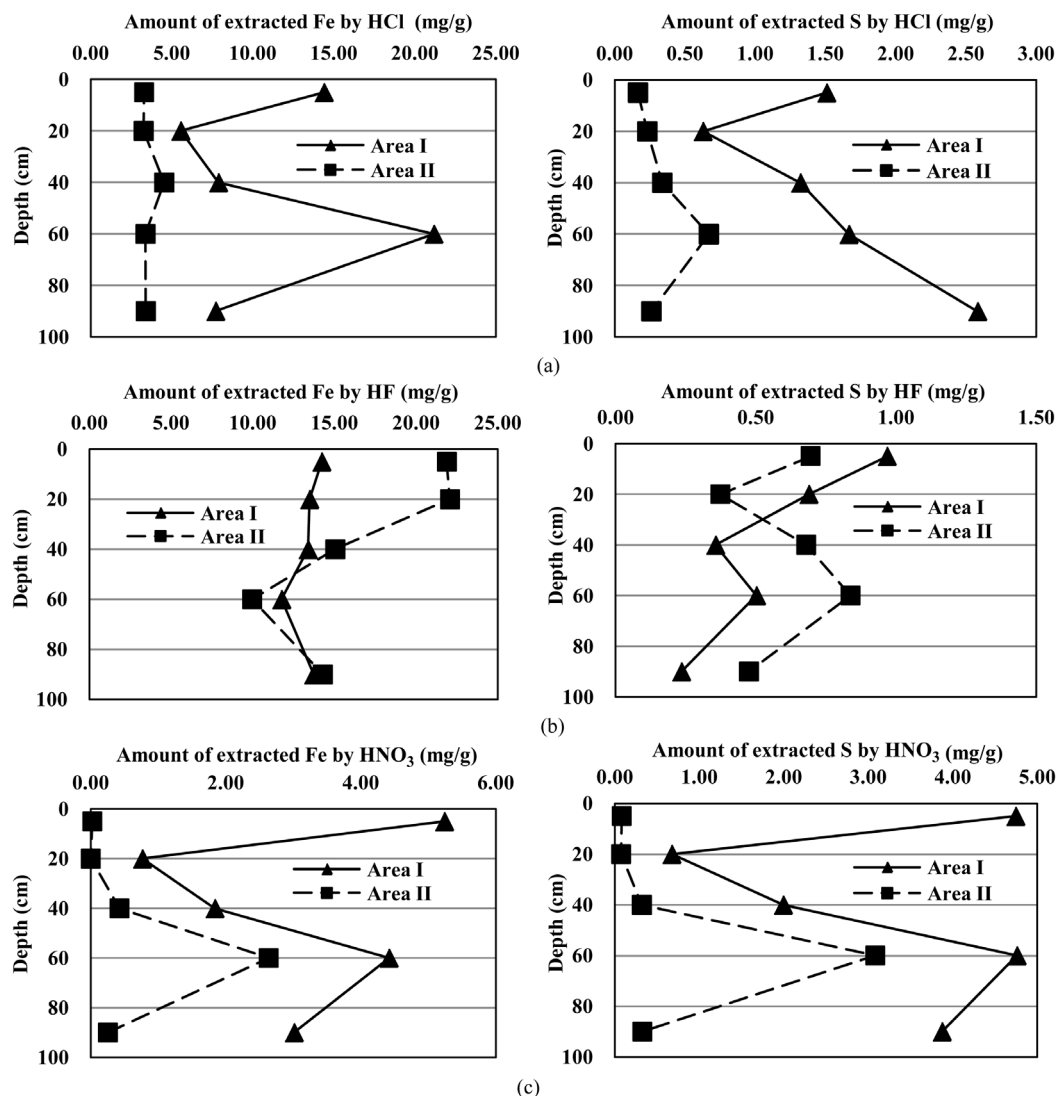 Amount of extracted Fe by HCl (mg/g)
0.00 5.00 10.00 15.00 20.00 25.00
0
20
40
60
80
100
Depth (cm)
Area I
Area II
Amount of extracted S by HCl (mg/g)
0.00 0.50 1.00 1.50 2.00 2.50 3.00
0
20
40
60
80
100
Depth (cm)
Area I
Area II
(a)
Amount of extracted Fe by HF (mg/g)
0.00 5.00 10.00 15.00 20.00 25.00
0
20
40
60
80
100
Depth (cm)
Area I
Area II
Amount of extracted S by HF (mg/g)
0.00 0.50 1.00 1.50
0
20
40
60
80
100
Depth (cm)
Area I
Area II
(b)
Amount of extracted Fe by HNO₃ (mg/g)
0.00 2.00 4.00 6.00
0
20
40
60
80
100
Depth (cm)
Area I
Area II
Amount of extracted S by HNO₃ (mg/g)
0.00 1.00 2.00 3.00 4.00 5.00
0
20
40
60
80
100
Depth (cm)
Area I
Area II
(c)